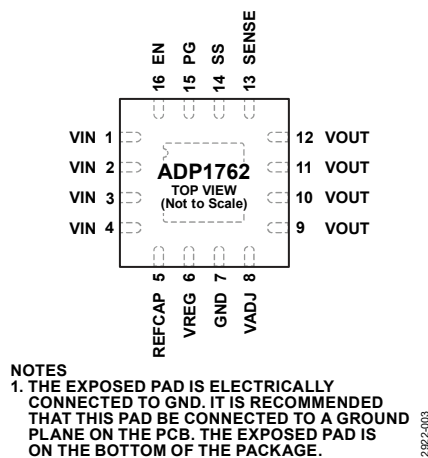 16 EN
15 PG
14 SS
13 SENSE
VIN 1
VIN 2
VIN 3
VIN 4
ADP1762
TOP VIEW
(Not to Scale)
12 VOUT
11 VOUT
10 VOUT
9 VOUT
REFCAP 5
VREG 6
GND 7
VADJ 8
NOTES
1. THE EXPOSED PAD IS ELECTRICALLY
CONNECTED TO GND. IT IS RECOMMENDED
THAT THIS PAD BE CONNECTED TO A GROUND
PLANE ON THE PCB. THE EXPOSED PAD IS
ON THE BOTTOM OF THE PACKAGE.
2922-003